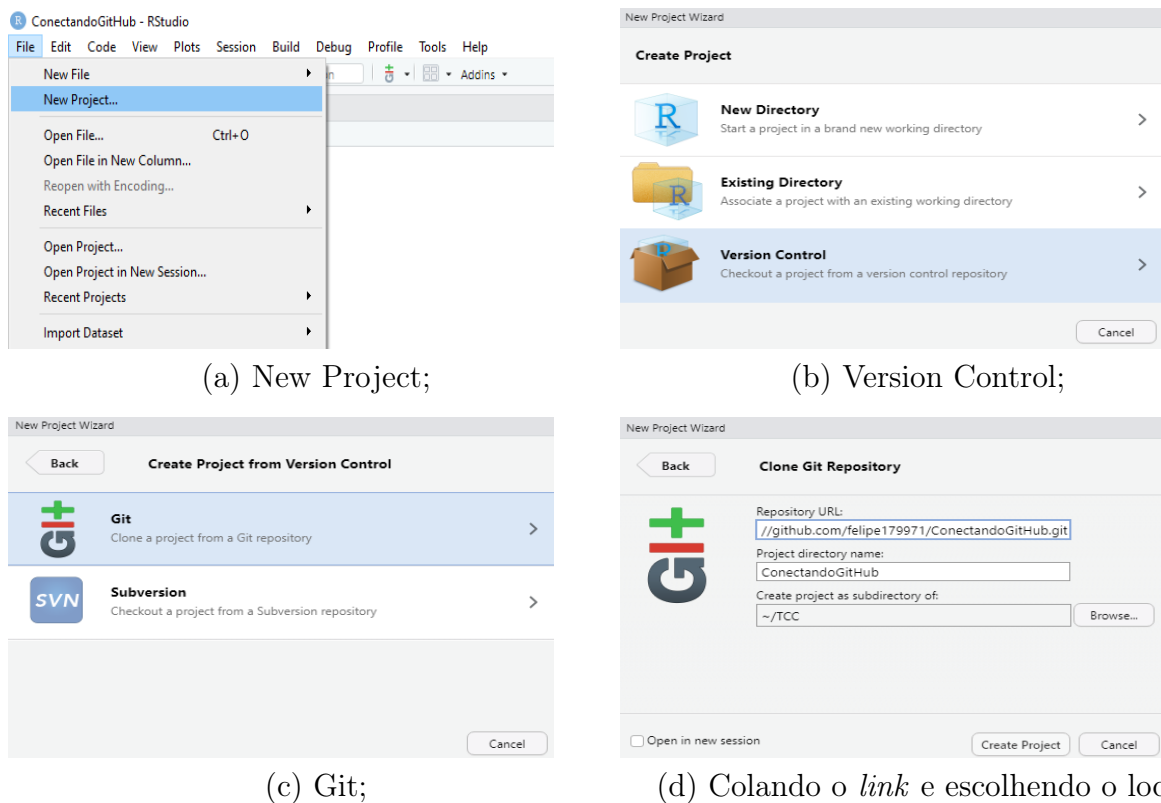 ConectandoGitHub - RStudio
File Edit Code View Plots Session Build Debug Profile Tools Help
New File
Addins
New Project...
Open File... Ctrl+O
Open File in New Column...
Reopen with Encoding...
Recent Files
Open Project...
Open Project in New Session...
Recent Projects
Import Dataset
(a) New Project;
New Project Wizard
Create Project
New Directory
Start a project in a brand new working directory
Existing Directory
Associate a project with an existing working directory
Version Control
Checkout a project from a version control repository
Cancel
(b) Version Control;
New Project Wizard
Back Create Project from Version Control
Git
Git
Clone a project from a Git repository
SVN
Subversion
Checkout a project from a Subversion repository
Cancel
(c) Git;
New Project Wizard
Back Clone Git Repository
Git
Repository URL:
//github.com/felipe179971/ConectandoGitHub.git
Project directory name:
ConectandoGitHub
Create project as subdirectory of:
~/TCC Browse...
Open in new session Create Project Cancel
(d) Colando o link e escolhendo o loc